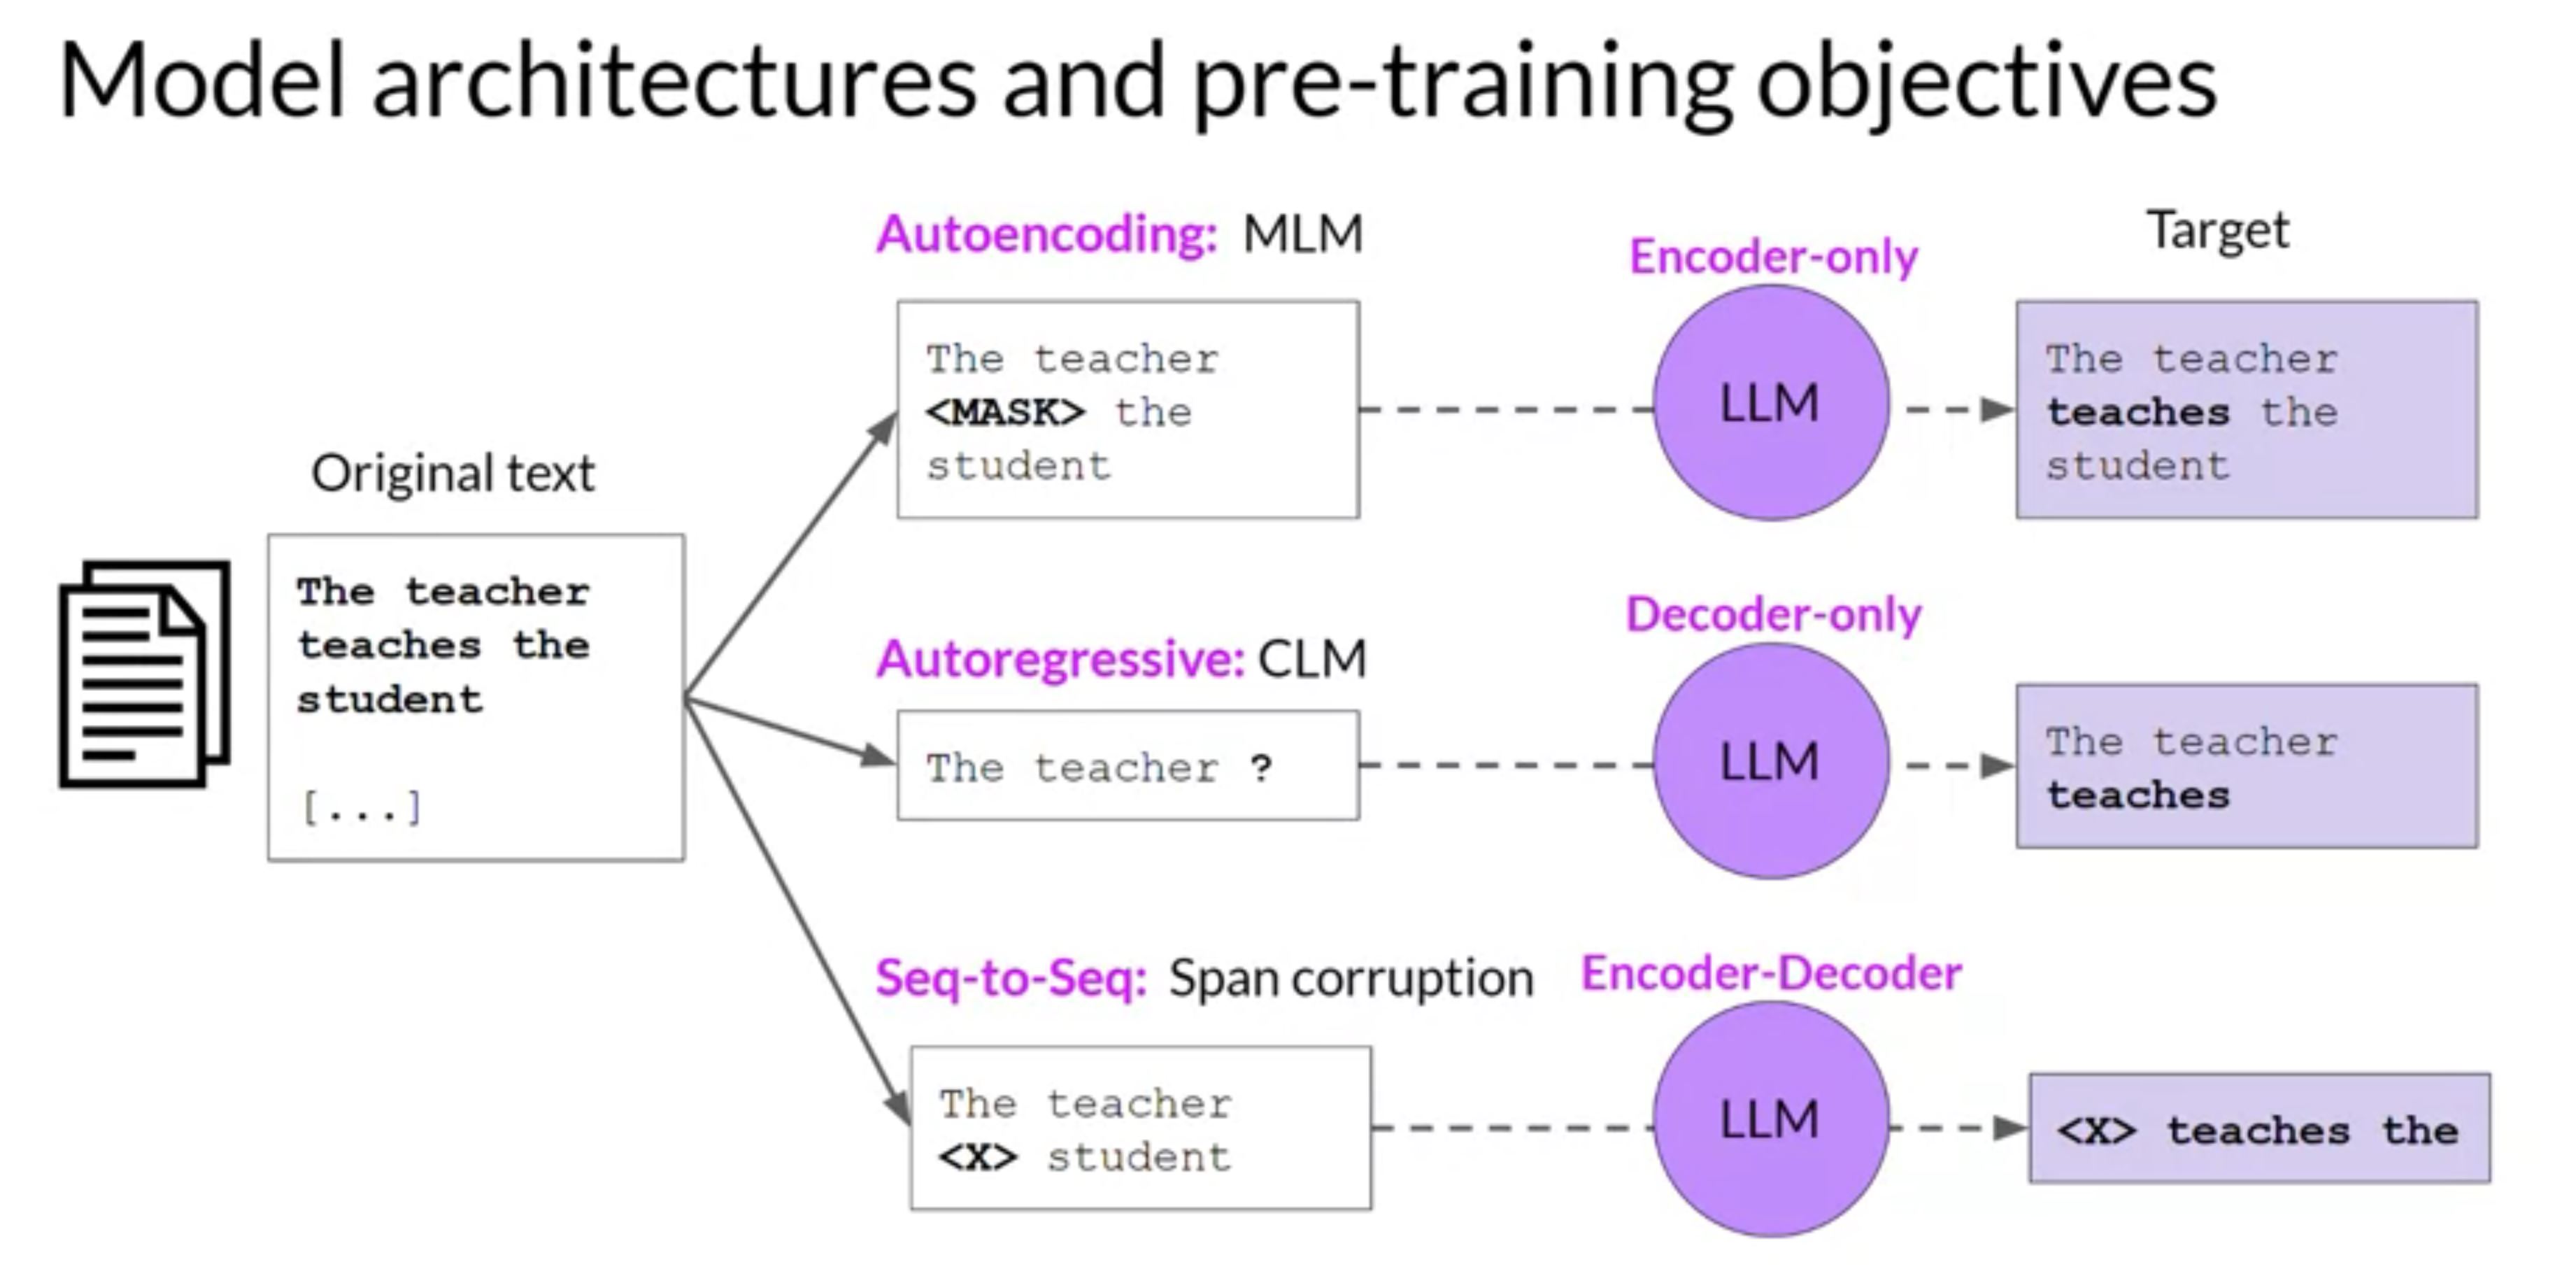 Model architectures and pre-training objectives
Original text
The teacher
teaches the
student
[...]
Autoencoding: MLM
The teacher
<MASK> the
student
Encoder-only
LLM
Target
The teacher
teaches the
student
Autoregressive: CLM
The teacher ?
Decoder-only
LLM
The teacher
teaches
Seq-to-Seq: Span corruption
The teacher
<X> student
Encoder-Decoder
LLM
<X> teaches the